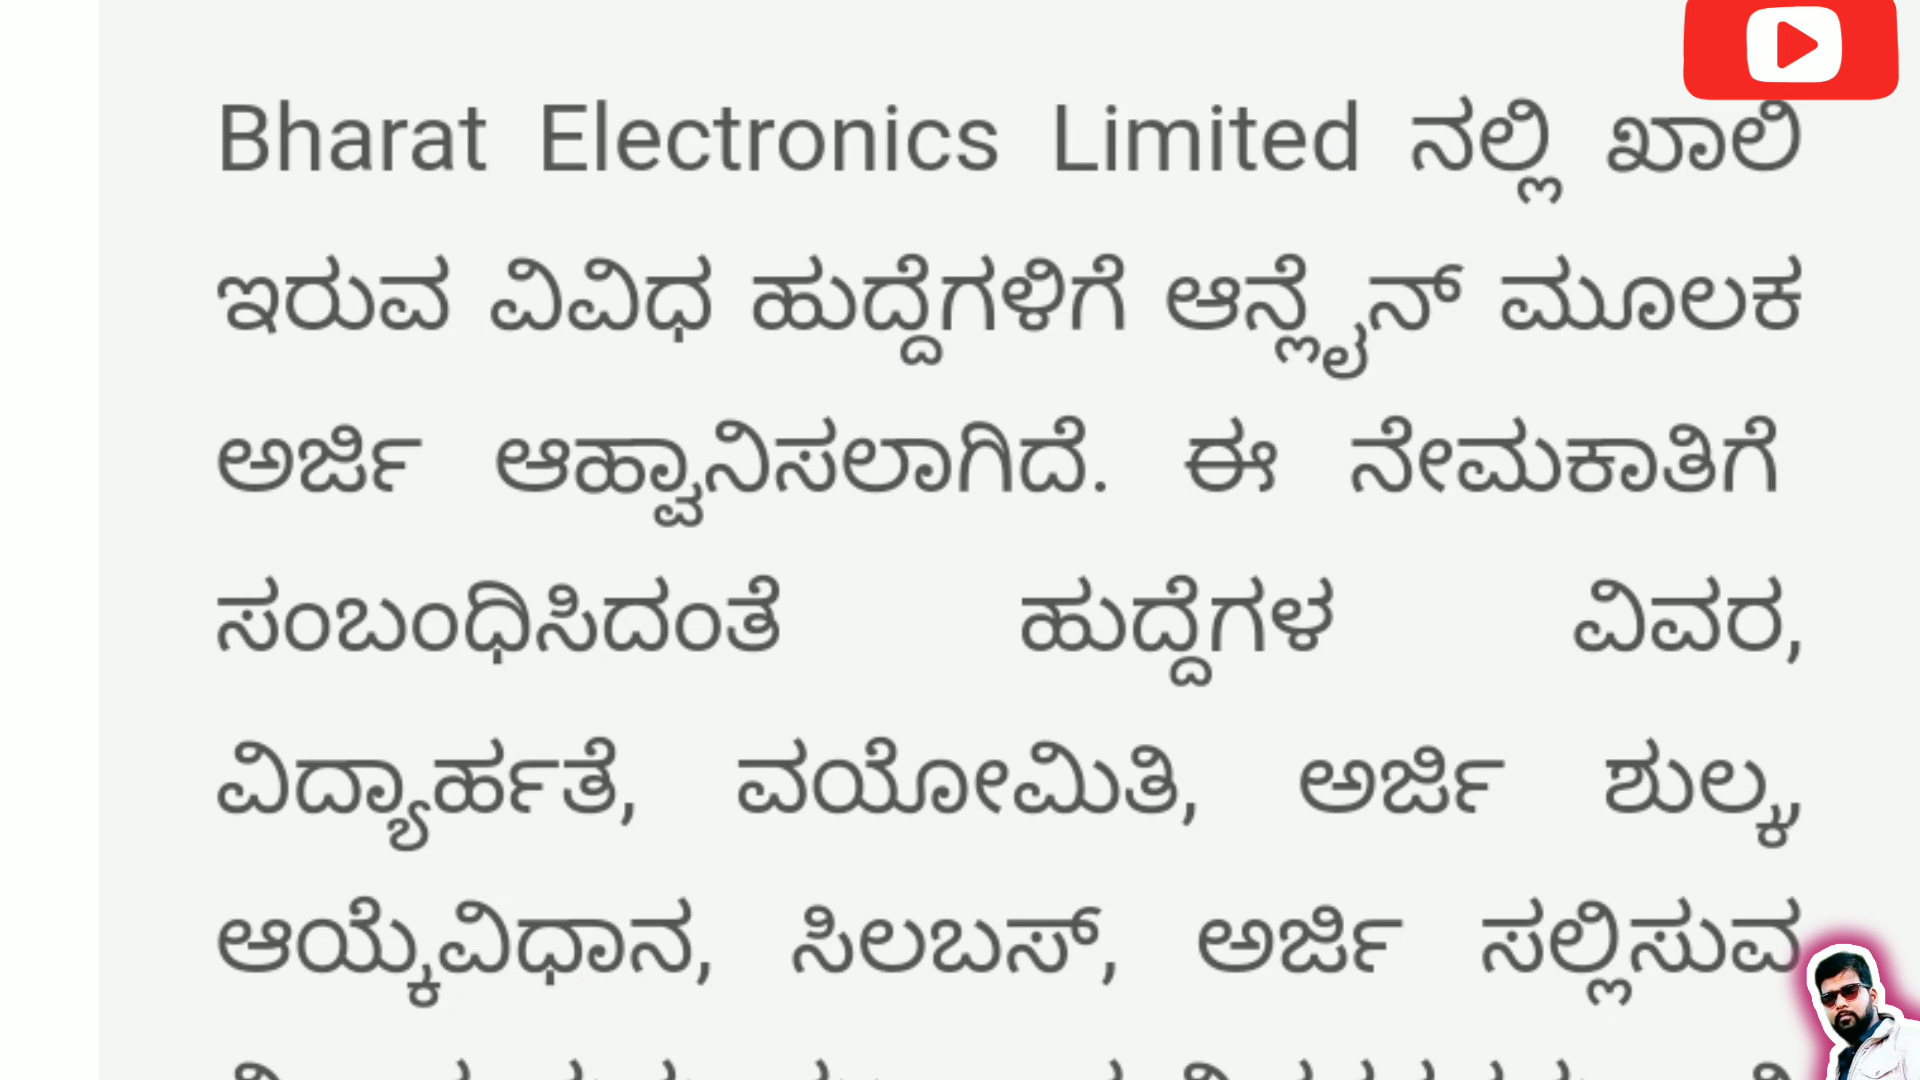 Bharat Electronics Limited ನಲ್ಲಿ ಖಾಲಿ
ಇರುವ ವಿವಿಧ ಹುದ್ದೆಗಳಿಗೆ ಆನ್ಲೈನ್ ಮೂಲಕ
ಅರ್ಜಿ ಆಹ್ವಾನಿಸಲಾಗಿದೆ. ಈ ನೇಮಕಾತಿಗೆ
ಸಂಬಂಧಿಸಿದಂತೆ ಹುದ್ದೆಗಳ ವಿವರ,
ವಿದ್ಯಾರ್ಹತೆ, ವಯೋಮಿತಿ, ಅರ್ಜಿ ಶುಲ್ಕ,
ಆಯ್ಕೆವಿಧಾನ, ಸಿಲಬಸ್, ಅರ್ಜಿ ಸಲ್ಲಿಸುವ